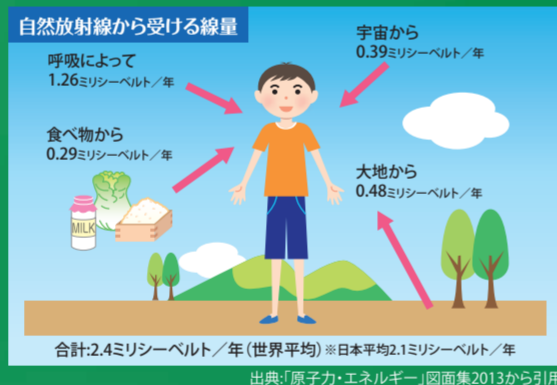 自然放射線から受ける線量
呼吸によって
1.26ミリシーベルト／年
宇宙から
0.39ミリシーベルト／年
食べ物から
0.29ミリシーベルト／年
大地から
0.48ミリシーベルト／年
MILK
合計:2.4ミリシーベルト／年（世界平均）※日本平均2.1ミリシーベルト／年
出典:「原子力・エネルギー」図面集2013から引用